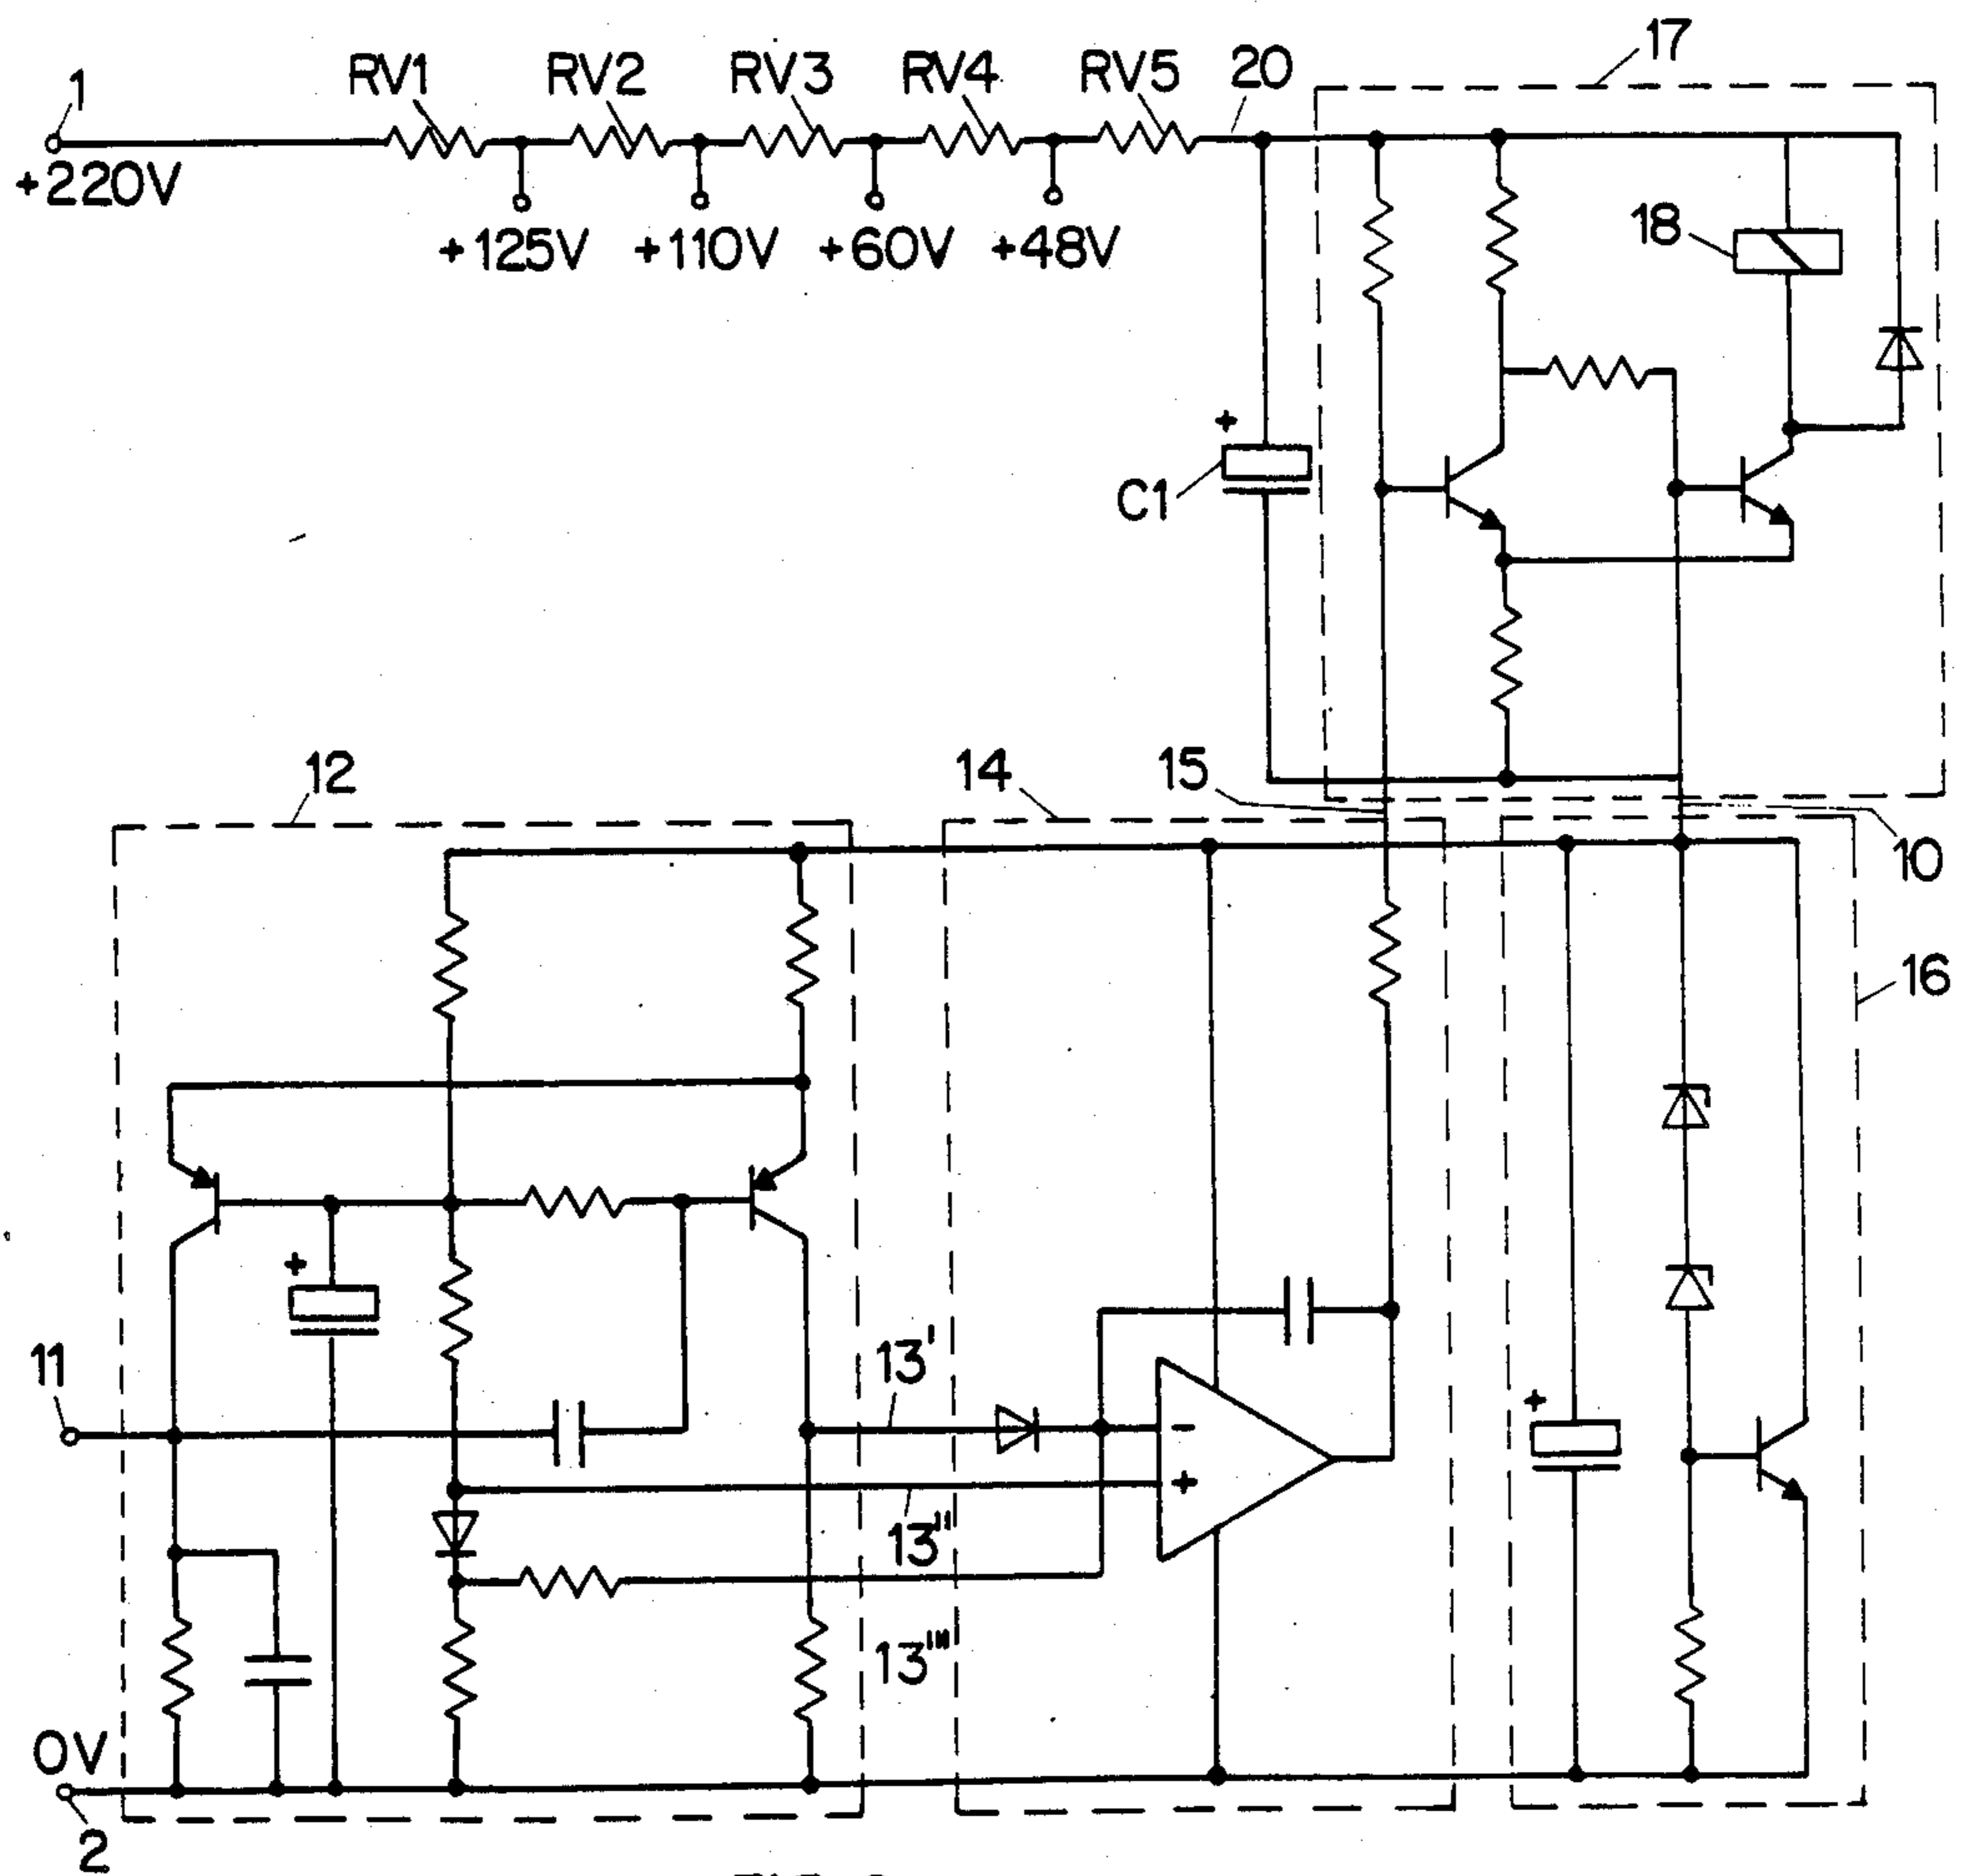 1
RV1
RV2
RV3
RV4
RV5
20
17
+220V
+125V
+110V
+60V
+48V
18
+
C1
12
14
15
10
16
+
11
13'
-
+
13''
+
13'''
0V
2